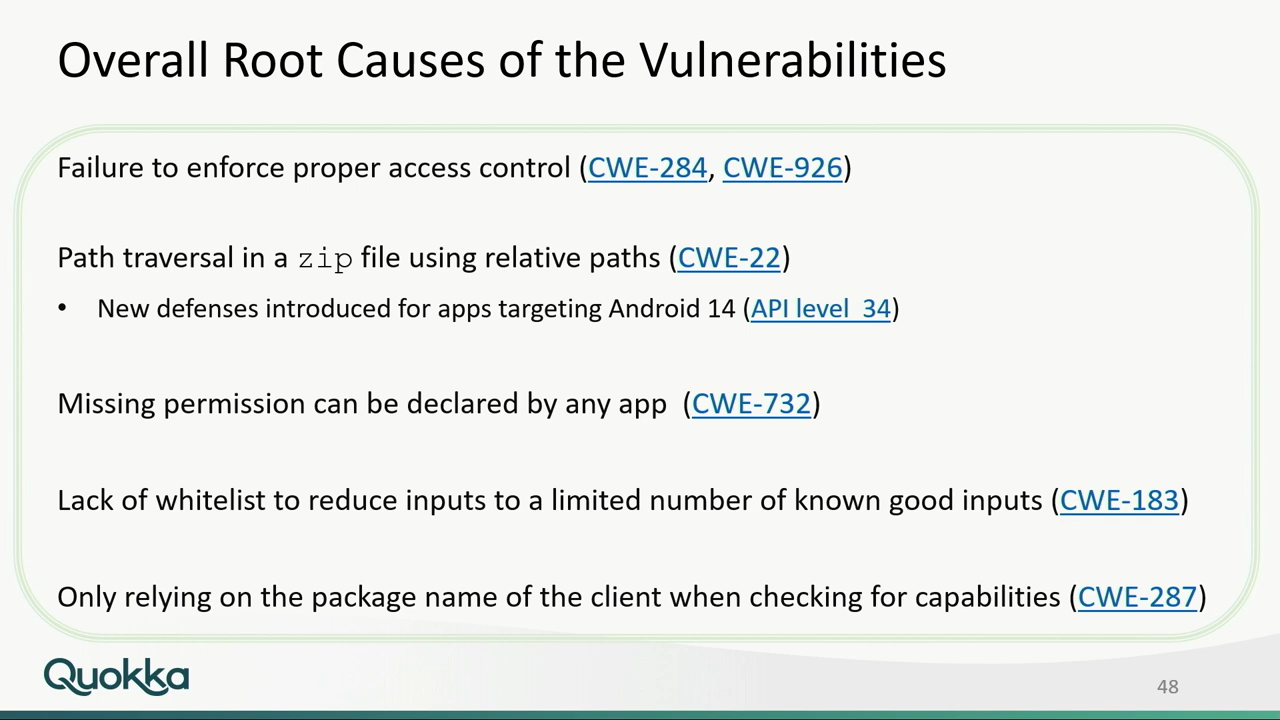 Overall Root Causes of the Vulnerabilities
Failure to enforce proper access control (CWE-284, CWE-926)
Path traversal in a zip file using relative paths (CWE-22)
• New defenses introduced for apps targeting Android 14 (API level  34)
Missing permission can be declared by any app  (CWE-732)
Lack of whitelist to reduce inputs to a limited number of known good inputs (CWE-183)
Only relying on the package name of the client when checking for capabilities (CWE-287)
Quokka
48